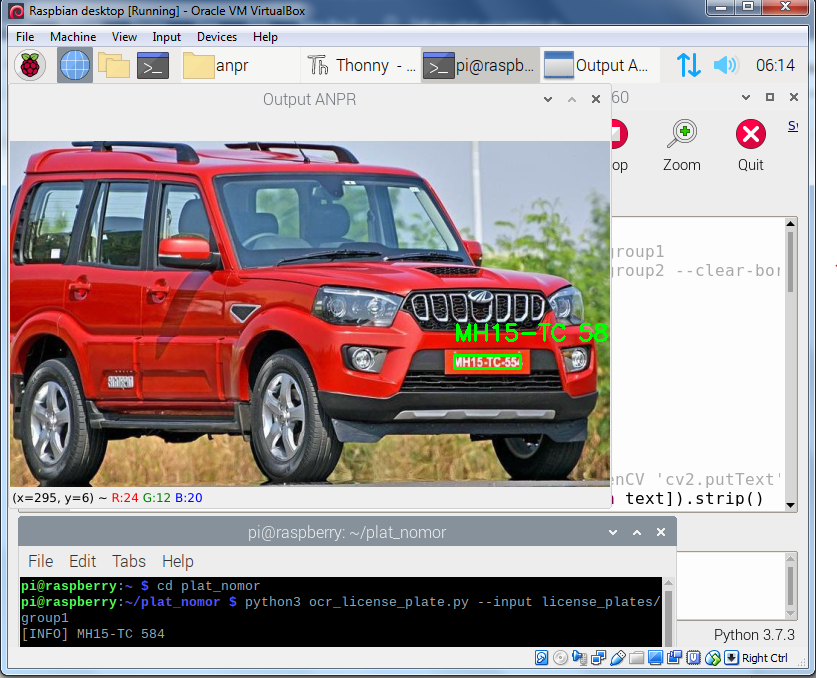 Raspbian desktop [Running] - Oracle VM VirtualBox
File Machine View Input Devices Help
anpr
Thonny - ...
pi@raspb...
Output A...
06:14
Output ANPR
60
op
Zoom
Quit
group1
group2 --clear-bor
MH15-TC 58
MH15-TC-554
enCV 'cv2.putText'
text]).strip()
(x=295, y=6) ~ R:24 G:12 B:20
pi@raspberry: ~/plat_nomor
File Edit Tabs Help
pi@raspberry:~ $ cd plat_nomor
pi@raspberry:~/plat_nomor $ python3 ocr_license_plate.py --input license_plates/
group1
[INFO] MH15-TC 584
Python 3.7.3
Right Ctrl